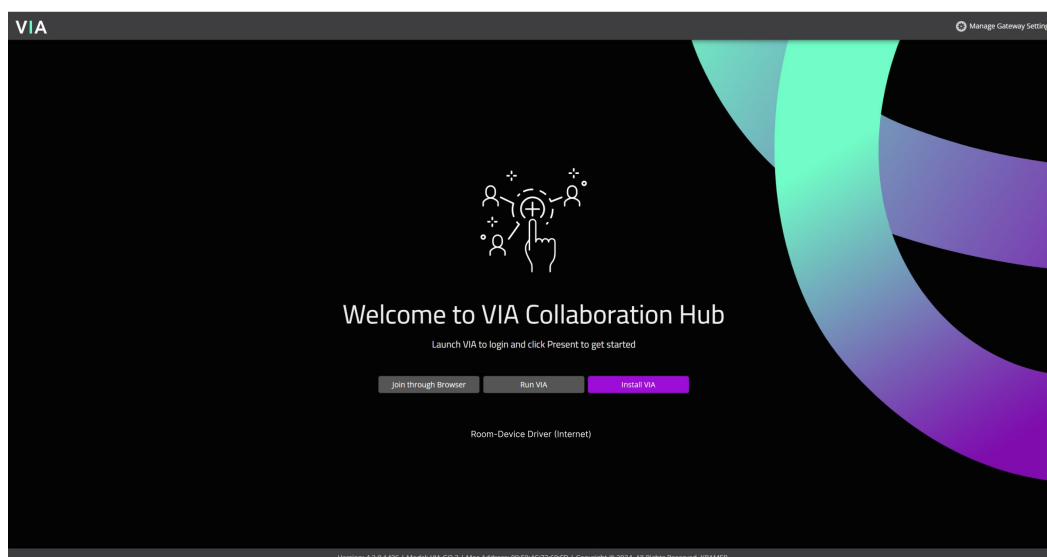 VIA
Manage Gateway Setting
Welcome to VIA Collaboration Hub
Launch VIA to login and click Present to get started
Join through Browser
Run VIA
Install VIA
Room-Device Driver (Internet)